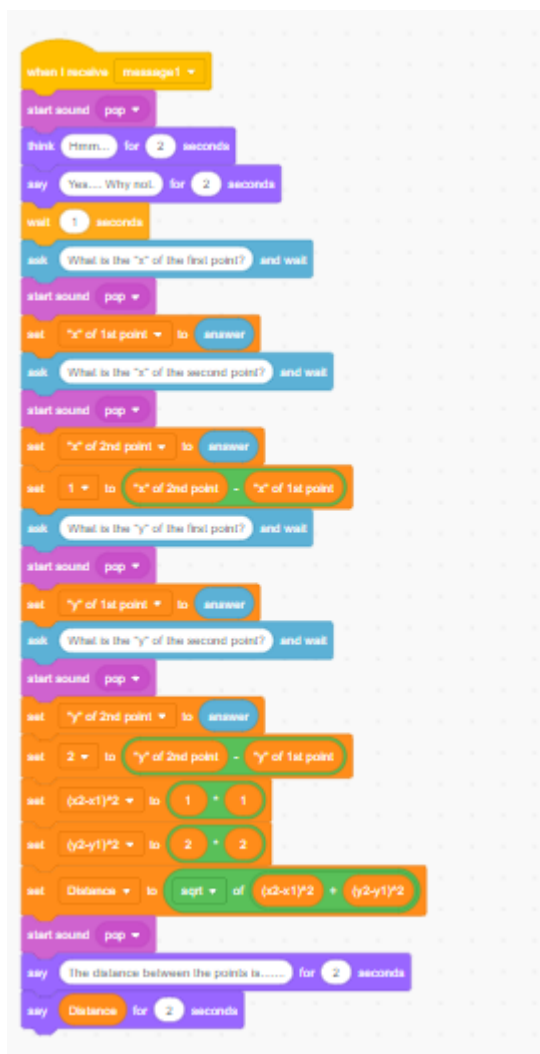 when I receive message1
start sound pop
think Hmm... for 2 seconds
say Yea.... Why not. for 2 seconds
wait 1 seconds
ask What is the "x" of the first point? and wait
start sound pop
set "x" of 1st point to answer
ask What is the "x" of the second point? and wait
start sound pop
set "x" of 2nd point to answer
set 1 to "x" of 2nd point - "x" of 1st point
ask What is the "y" of the first point? and wait
start sound pop
set "y" of 1st point to answer
ask What is the "y" of the second point? and wait
start sound pop
set "y" of 2nd point to answer
set 2 to "y" of 2nd point - "y" of 1st point
set (x2-x1)^2 to 1 * 1
set (y2-y1)^2 to 2 * 2
set Distance to sqrt of (x2-x1)^2 + (y2-y1)^2
start sound pop
say The distance between the points is...... for 2 seconds
say Distance for 2 seconds